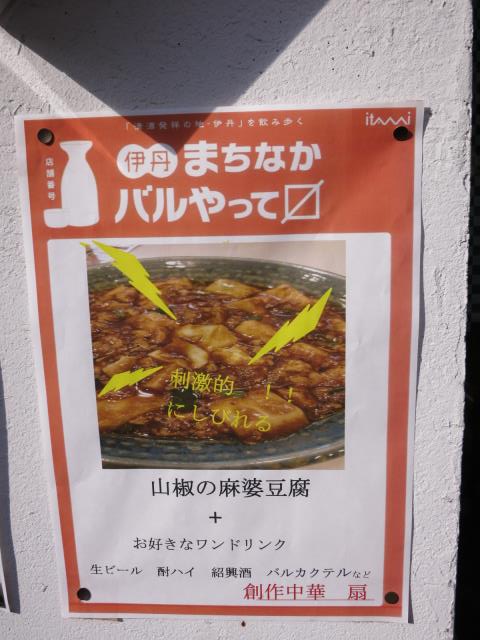 「清酒発祥の地・伊丹」を飲み歩く
itami
店舗番号
伊丹 まちなか
バルやって〼
刺激的 ！！
にしびれる
山椒の麻婆豆腐
+
お好きなワンドリンク
生ビール 酎ハイ 紹興酒 バルカクテルなど
創作中華 扇